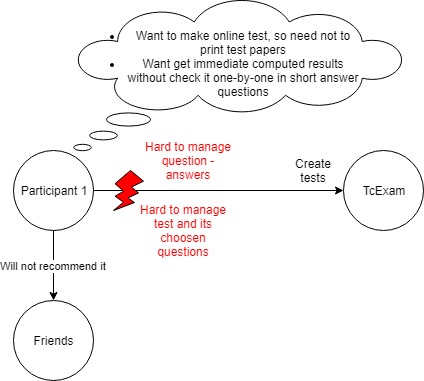 • Want to make online test, so need not to
print test papers
• Want get immediate computed results
without check it one-by-one in short answer
questions
Hard to manage
question -
answers
Create
tests
Participant 1
TcExam
Hard to manage
test and its
choosen
questions
Will not recommend it
Friends